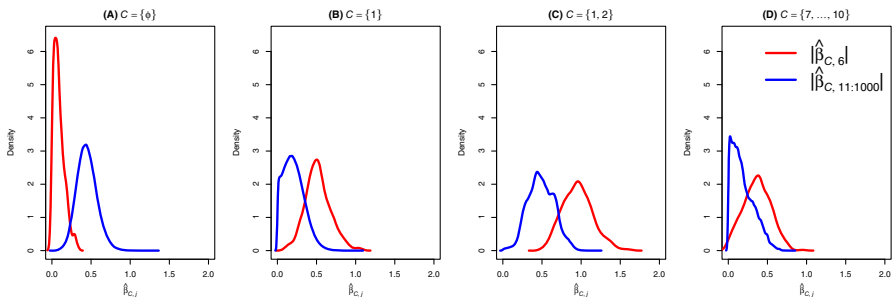 (A) C = {ϕ}
(B) C = {1}
(C) C = {1, 2}
(D) C = {7, ..., 10}
Density
0 1 2 3 4 5 6
0.0 0.5 1.0 1.5 2.0
β̂C, j
Density
0 1 2 3 4 5 6
0.0 0.5 1.0 1.5 2.0
β̂C, j
Density
0 1 2 3 4 5 6
0.0 0.5 1.0 1.5 2.0
β̂C, j
Density
0 1 2 3 4 5 6
0.0 0.5 1.0 1.5 2.0
β̂C, j
|β̂C, 6|
|β̂C, 11:1000|